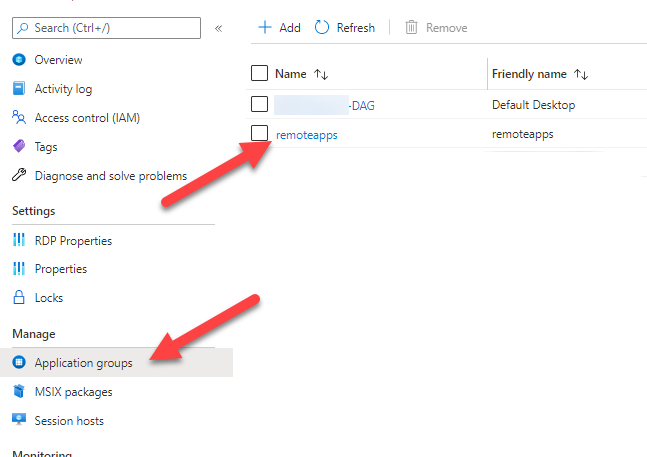 Search (Ctrl+/)
«
Overview
Activity log
Access control (IAM)
Tags
Diagnose and solve problems
Settings
RDP Properties
Properties
Locks
Manage
Application groups
MSIX packages
Session hosts
Monitoring
+ Add Refresh Remove
Name ↑↓ Friendly name ↑↓
-DAG Default Desktop
remoteapps remoteapps